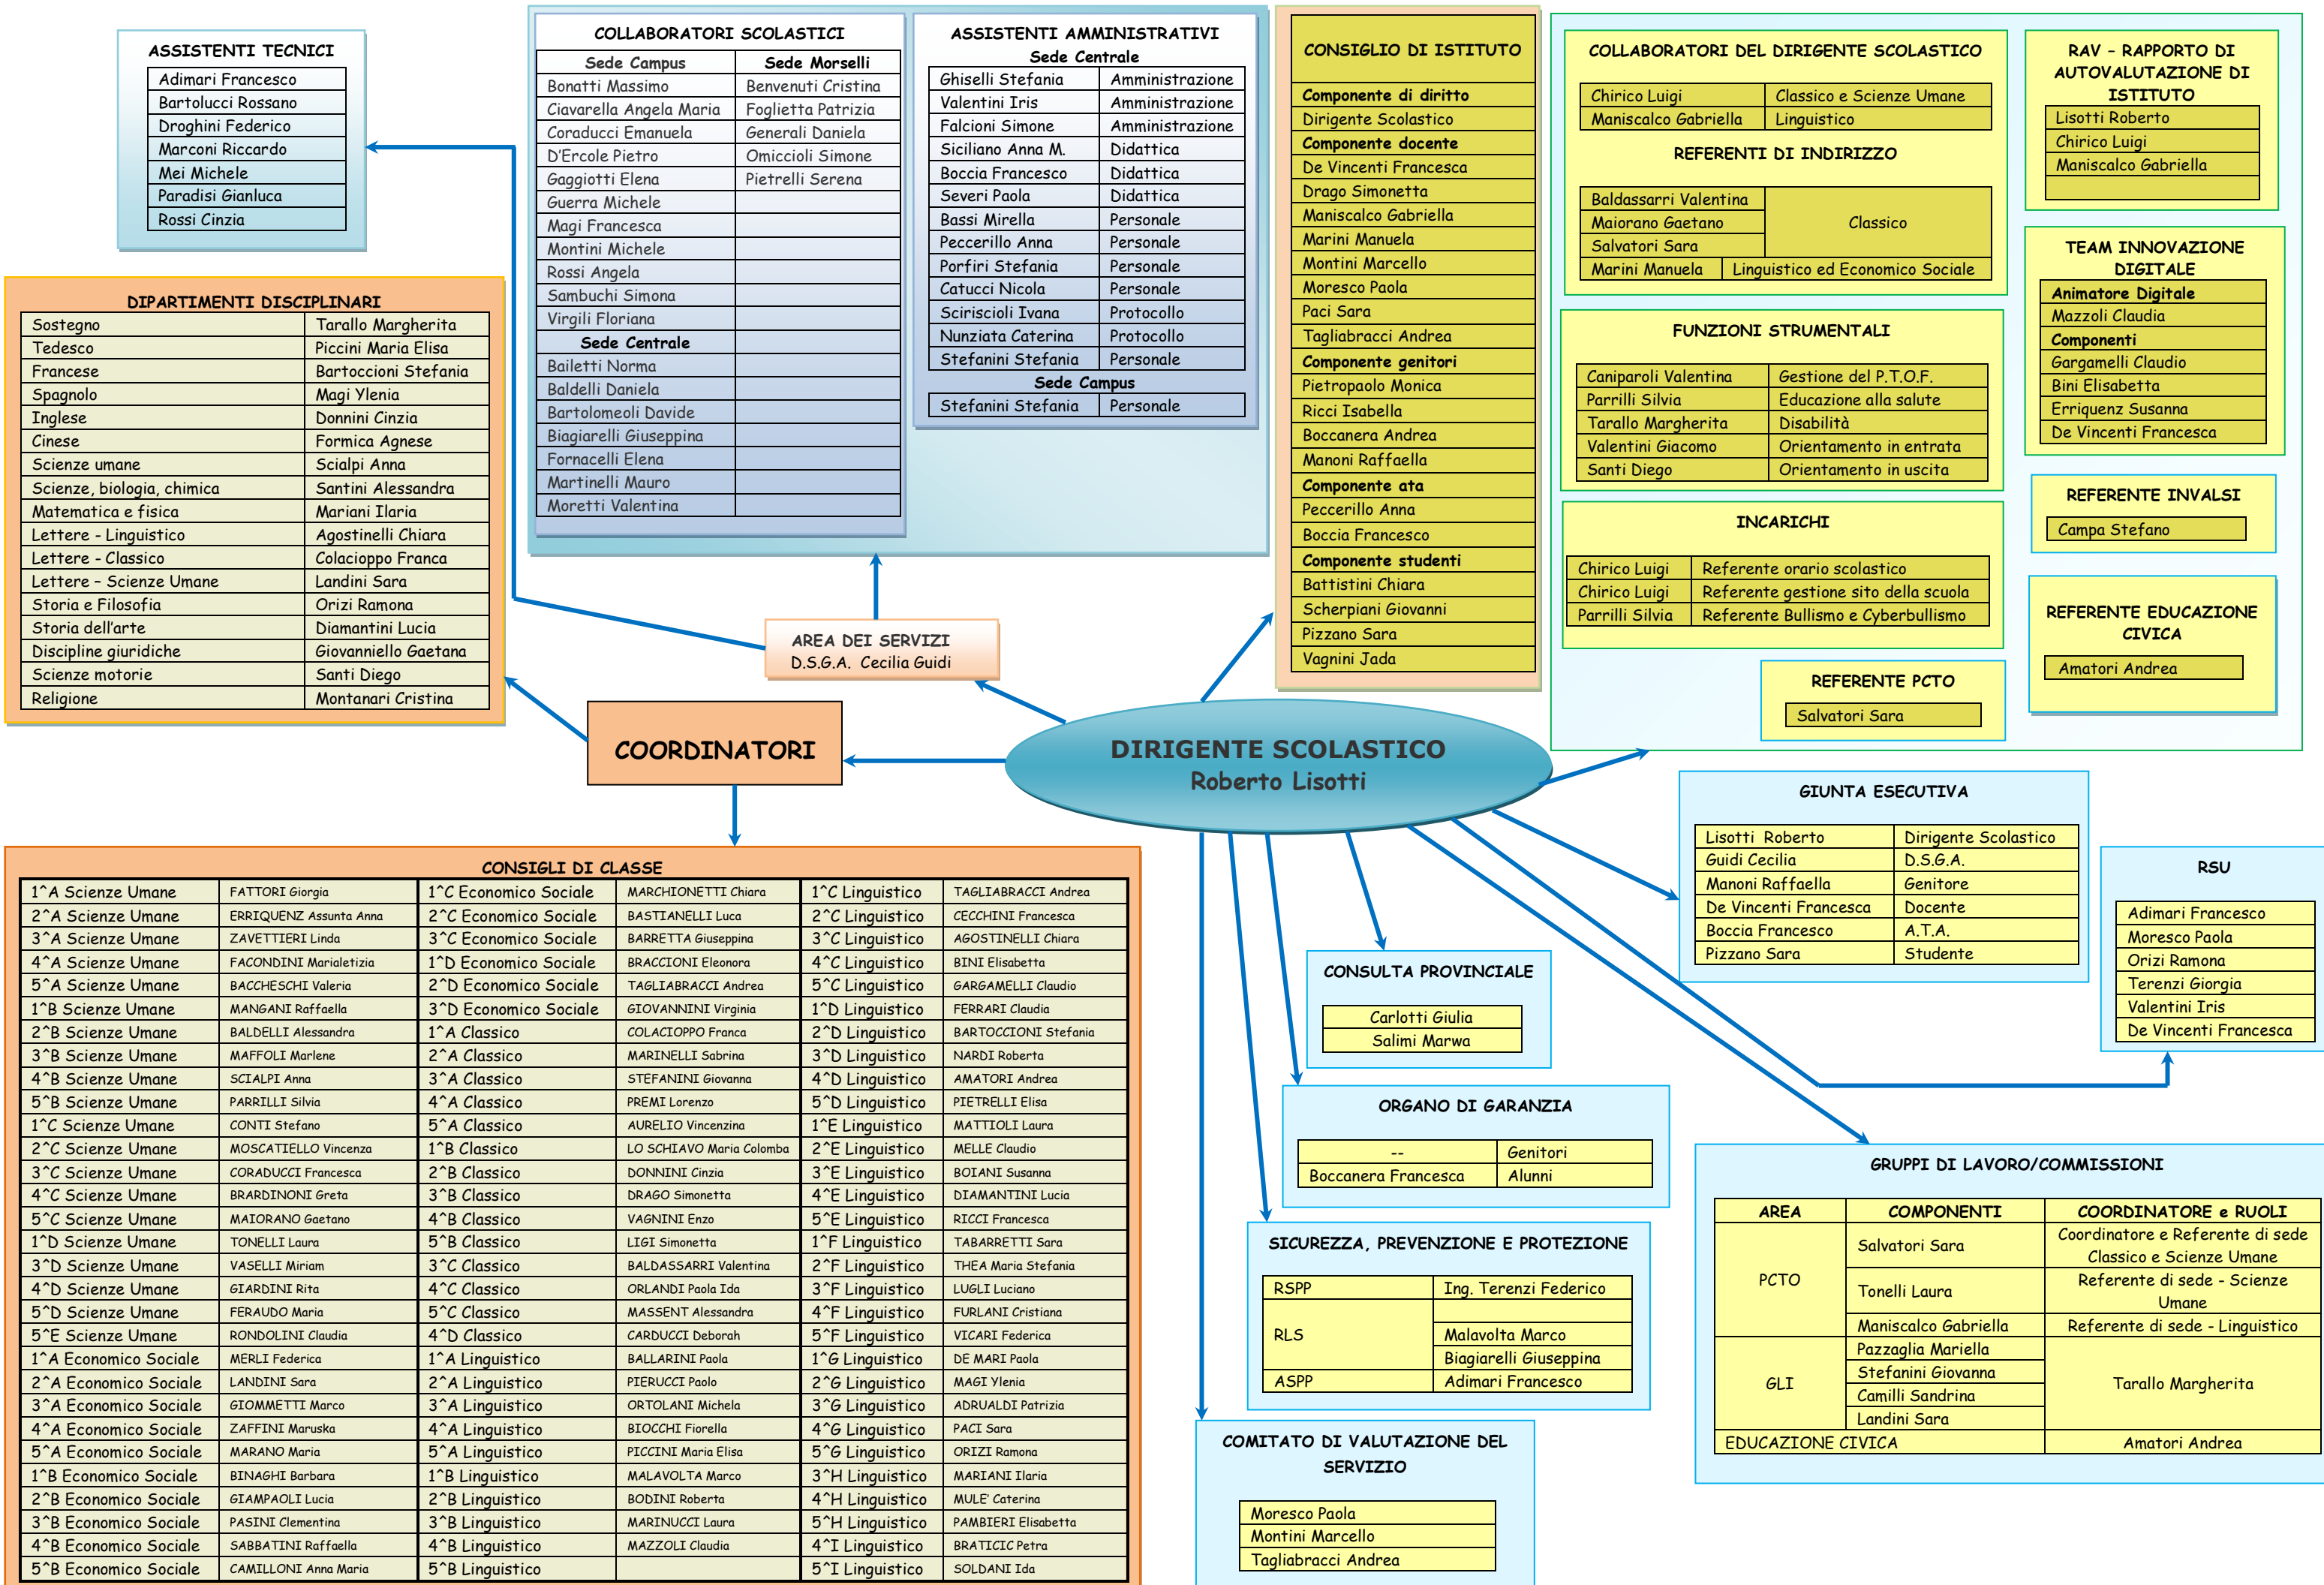 ASSISTENTI TECNICI
Adimari Francesco
Bartolucci Rossano
Droghini Federico
Marconi Riccardo
Mei Michele
Paradisi Gianluca
Rossi Cinzia
COLLABORATORI SCOLASTICI
Sede Campus Sede Morselli
Bonatti Massimo Benvenuti Cristina
Ciavarella Angela Maria Foglietta Patrizia
Coraducci Emanuela Generali Daniela
D'Ercole Pietro Omiccioli Simone
Gaggiotti Elena Pietrelli Serena
Guerra Michele
Magi Francesca
Montini Michele
Rossi Angela
Sambuchi Simona
Virgili Floriana
Sede Centrale
Bailetti Norma
Baldelli Daniela
Bartolomeoli Davide
Biagiarelli Giuseppina
Fornacelli Elena
Martinelli Mauro
Moretti Valentina
ASSISTENTI AMMINISTRATIVI
Sede Centrale
Ghiselli Stefania Amministrazione
Valentini Iris Amministrazione
Falcioni Simone Amministrazione
Siciliano Anna M. Didattica
Boccia Francesco Didattica
Severi Paola Didattica
Bassi Mirella Personale
Peccerillo Anna Personale
Porfiri Stefania Personale
Catucci Nicola Personale
Sciriscioli Ivana Protocollo
Nunziata Caterina Protocollo
Stefanini Stefania Personale
Sede Campus
Stefanini Stefania Personale
CONSIGLIO DI ISTITUTO
Componente di diritto
Dirigente Scolastico
Componente docente
De Vincenti Francesca
Drago Simonetta
Maniscalco Gabriella
Marini Manuela
Montini Marcello
Moresco Paola
Paci Sara
Tagliabracci Andrea
Componente genitori
Pietropaolo Monica
Ricci Isabella
Boccanera Andrea
Manoni Raffaella
Componente ata
Peccerillo Anna
Boccia Francesco
Componente studenti
Battistini Chiara
Scherpiani Giovanni
Pizzano Sara
Vagnini Jada
COLLABORATORI DEL DIRIGENTE SCOLASTICO
Chirico Luigi Classico e Scienze Umane
Maniscalco Gabriella Linguistico
REFERENTI DI INDIRIZZO
Baldassarri Valentina
Maiorano Gaetano Classico
Salvatori Sara
Marini Manuela Linguistico ed Economico Sociale
FUNZIONI STRUMENTALI
Caniparoli Valentina Gestione del P.T.O.F.
Parrilli Silvia Educazione alla salute
Tarallo Margherita Disabilità
Valentini Giacomo Orientamento in entrata
Santi Diego Orientamento in uscita
INCARICHI
Chirico Luigi Referente orario scolastico
Chirico Luigi Referente gestione sito della scuola
Parrilli Silvia Referente Bullismo e Cyberbullismo
REFERENTE PCTO
Salvatori Sara
RAV – RAPPORTO DI
AUTOVALUTAZIONE DI
ISTITUTO
Lisotti Roberto
Chirico Luigi
Maniscalco Gabriella
TEAM INNOVAZIONE
DIGITALE
Animatore Digitale
Mazzoli Claudia
Componenti
Gargamelli Claudio
Bini Elisabetta
Erriquenz Susanna
De Vincenti Francesca
REFERENTE INVALSI
Campa Stefano
REFERENTE EDUCAZIONE
CIVICA
Amatori Andrea
DIPARTIMENTI DISCIPLINARI
Sostegno Tarallo Margherita
Tedesco Piccini Maria Elisa
Francese Bartoccioni Stefania
Spagnolo Magi Ylenia
Inglese Donnini Cinzia
Cinese Formica Agnese
Scienze umane Scialpi Anna
Scienze, biologia, chimica Santini Alessandra
Matematica e fisica Mariani Ilaria
Lettere - Linguistico Agostinelli Chiara
Lettere - Classico Colacioppo Franca
Lettere – Scienze Umane Landini Sara
Storia e Filosofia Orizi Ramona
Storia dell'arte Diamantini Lucia
Discipline giuridiche Giovanniello Gaetana
Scienze motorie Santi Diego
Religione Montanari Cristina
AREA DEI SERVIZI
D.S.G.A. Cecilia Guidi
COORDINATORI
DIRIGENTE SCOLASTICO
Roberto Lisotti
CONSIGLI DI CLASSE
1^A Scienze Umane FATTORI Giorgia 1^C Economico Sociale MARCHIONETTI Chiara 1^C Linguistico TAGLIABRACCI Andrea
2^A Scienze Umane ERRIQUENZ Assunta Anna 2^C Economico Sociale BASTIANELLI Luca 2^C Linguistico CECCHINI Francesca
3^A Scienze Umane ZAVETTIERI Linda 3^C Economico Sociale BARRETTA Giuseppina 3^C Linguistico AGOSTINELLI Chiara
4^A Scienze Umane FACONDINI Marialetizia 1^D Economico Sociale BRACCIONI Eleonora 4^C Linguistico BINI Elisabetta
5^A Scienze Umane BACCHESCHI Valeria 2^D Economico Sociale TAGLIABRACCI Andrea 5^C Linguistico GARGAMELLI Claudio
1^B Scienze Umane MANGANI Raffaella 3^D Economico Sociale GIOVANNINI Virginia 1^D Linguistico FERRARI Claudia
2^B Scienze Umane BALDELLI Alessandra 1^A Classico COLACIOPPO Franca 2^D Linguistico BARTOCCIONI Stefania
3^B Scienze Umane MAFFOLI Marlene 2^A Classico MARINELLI Sabrina 3^D Linguistico NARDI Roberta
4^B Scienze Umane SCIALPI Anna 3^A Classico STEFANINI Giovanna 4^D Linguistico AMATORI Andrea
5^B Scienze Umane PARRILLI Silvia 4^A Classico PREMI Lorenzo 5^D Linguistico PIETRELLI Elisa
1^C Scienze Umane CONTI Stefano 5^A Classico AURELIO Vincenzina 1^E Linguistico MATTIOLI Laura
2^C Scienze Umane MOSCATIELLO Vincenza 1^B Classico LO SCHIAVO Maria Colomba 2^E Linguistico MELLE Claudio
3^C Scienze Umane CORADUCCI Francesca 2^B Classico DONNINI Cinzia 3^E Linguistico BOIANI Susanna
4^C Scienze Umane BRARDINONI Greta 3^B Classico DRAGO Simonetta 4^E Linguistico DIAMANTINI Lucia
5^C Scienze Umane MAIORANO Gaetano 4^B Classico VAGNINI Enzo 5^E Linguistico RICCI Francesca
1^D Scienze Umane TONELLI Laura 5^B Classico LIGI Simonetta 1^F Linguistico TABARRETTI Sara
3^D Scienze Umane VASELLI Miriam 3^C Classico BALDASSARRI Valentina 2^F Linguistico THEA Maria Stefania
4^D Scienze Umane GIARDINI Rita 4^C Classico ORLANDI Paola Ida 3^F Linguistico LUGLI Luciano
5^D Scienze Umane FERAUDO Maria 5^C Classico MASSENT Alessandra 4^F Linguistico FURLANI Cristiana
5^E Scienze Umane RONDOLINI Claudia 4^D Classico CARDUCCI Deborah 5^F Linguistico VICARI Federica
1^A Economico Sociale MERLI Federica 1^A Linguistico BALLARINI Paola 1^G Linguistico DE MARI Paola
2^A Economico Sociale LANDINI Sara 2^A Linguistico PIERUCCI Paolo 2^G Linguistico MAGI Ylenia
3^A Economico Sociale GIOMMETTI Marco 3^A Linguistico ORTOLANI Michela 3^G Linguistico ADRUALDI Patrizia
4^A Economico Sociale ZAFFINI Maruska 4^A Linguistico BIOCCHI Fiorella 4^G Linguistico PACI Sara
5^A Economico Sociale MARANO Maria 5^A Linguistico PICCINI Maria Elisa 5^G Linguistico ORIZI Ramona
1^B Economico Sociale BINAGHI Barbara 1^B Linguistico MALAVOLTA Marco 3^H Linguistico MARIANI Ilaria
2^B Economico Sociale GIAMPAOLI Lucia 2^B Linguistico BODINI Roberta 4^H Linguistico MULE' Caterina
3^B Economico Sociale PASINI Clementina 3^B Linguistico MARINUCCI Laura 5^H Linguistico PAMBIERI Elisabetta
4^B Economico Sociale SABBATINI Raffaella 4^B Linguistico MAZZOLI Claudia 4^I Linguistico BRATICIC Petra
5^B Economico Sociale CAMILLONI Anna Maria 5^B Linguistico 5^I Linguistico SOLDANI Ida
GIUNTA ESECUTIVA
Lisotti Roberto Dirigente Scolastico
Guidi Cecilia D.S.G.A.
Manoni Raffaella Genitore
De Vincenti Francesca Docente
Boccia Francesco A.T.A.
Pizzano Sara Studente
RSU
Adimari Francesco
Moresco Paola
Orizi Ramona
Terenzi Giorgia
Valentini Iris
De Vincenti Francesca
CONSULTA PROVINCIALE
Carlotti Giulia
Salimi Marwa
ORGANO DI GARANZIA
-- Genitori
Boccanera Francesca Alunni
SICUREZZA, PREVENZIONE E PROTEZIONE
RSPP Ing. Terenzi Federico
RLS Malavolta Marco
Biagiarelli Giuseppina
ASPP Adimari Francesco
COMITATO DI VALUTAZIONE DEL
SERVIZIO
Moresco Paola
Montini Marcello
Tagliabracci Andrea
GRUPPI DI LAVORO/COMMISSIONI
AREA COMPONENTI COORDINATORE e RUOLI
PCTO Salvatori Sara Coordinatore e Referente di sede
Classico e Scienze Umane
Tonelli Laura Referente di sede - Scienze
Umane
Maniscalco Gabriella Referente di sede - Linguistico
GLI Pazzaglia Mariella
Stefanini Giovanna
Camilli Sandrina Tarallo Margherita
Landini Sara
EDUCAZIONE CIVICA Amatori Andrea